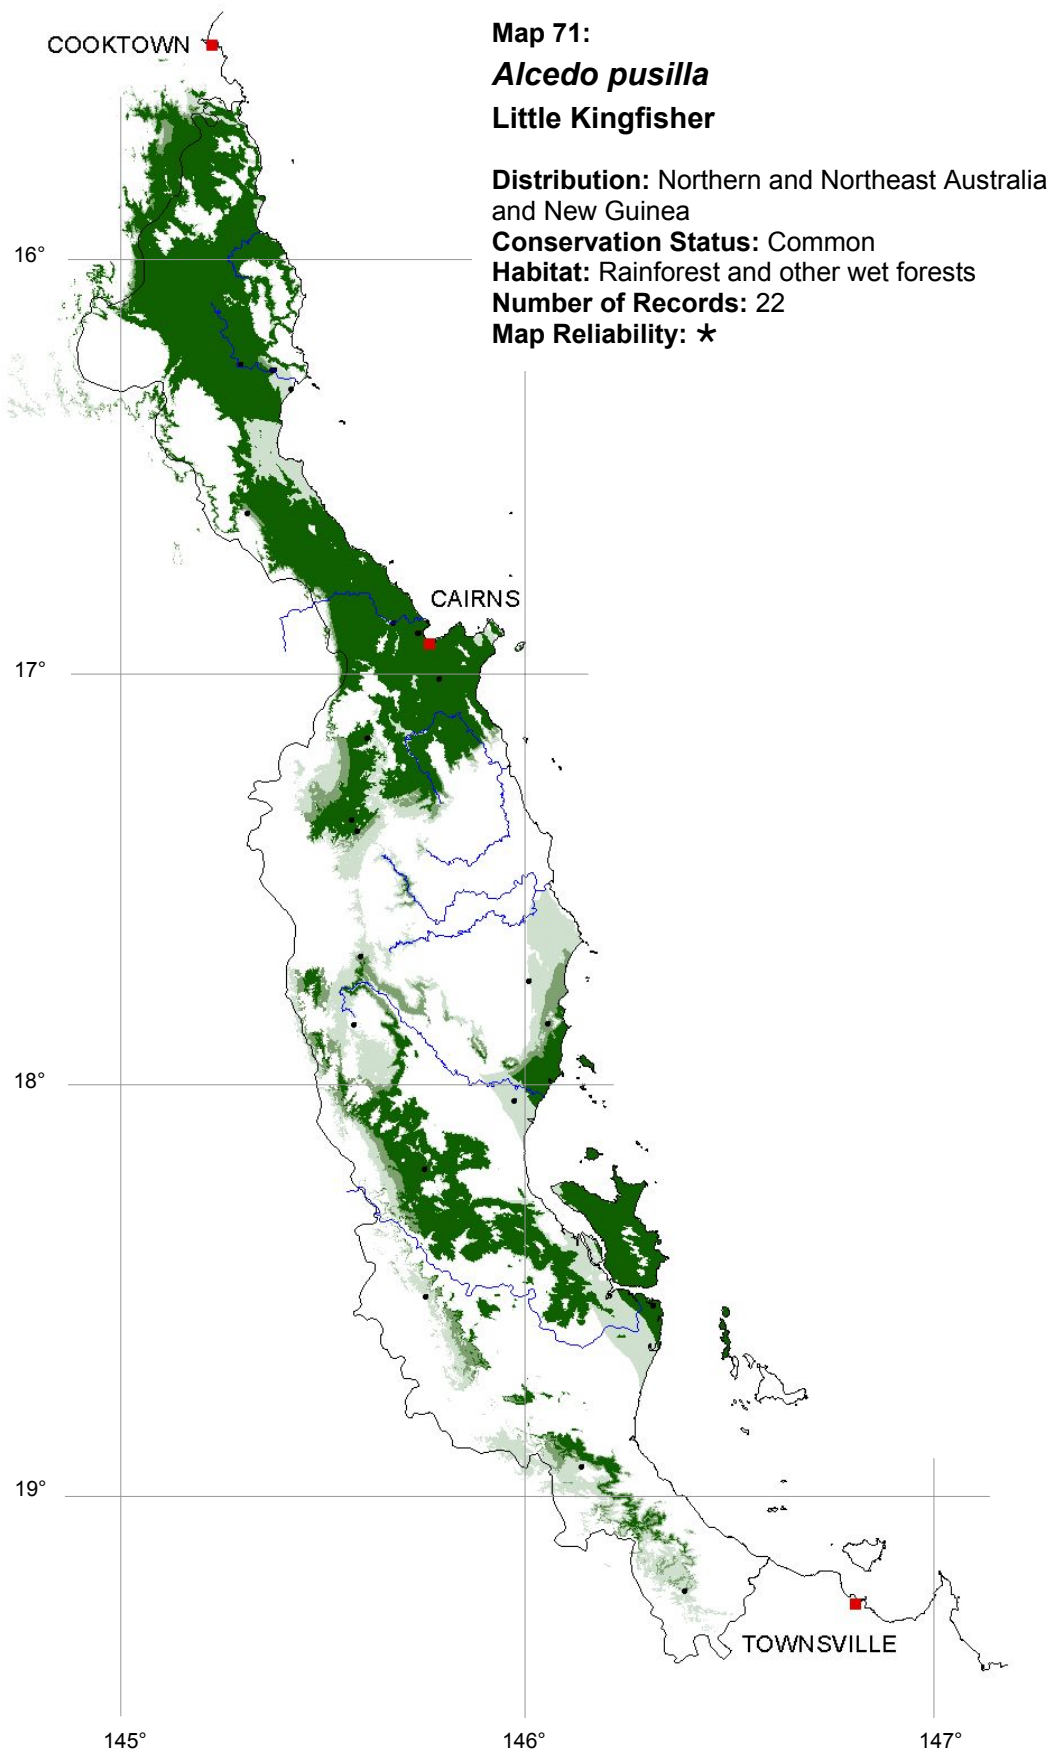 COOKTOWN
Map 71:
Alcedo pusilla
Little Kingfisher
Distribution: Northern and Northeast Australia
and New Guinea
Conservation Status: Common
Habitat: Rainforest and other wet forests
Number of Records: 22
Map Reliability: *
16°
CAIRNS
17°
18°
19°
TOWNSVILLE
145°
146°
147°